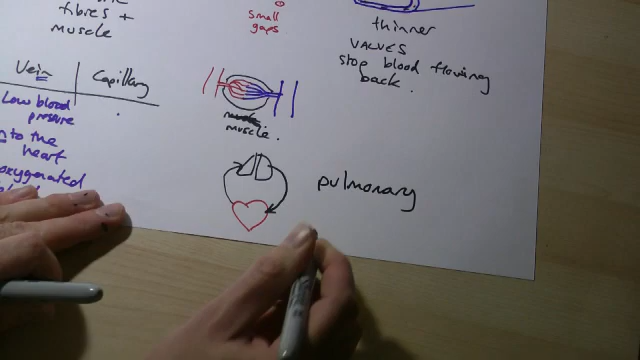 fibres +
muscle
small
gaps
thinner
VALVES
stop blood flowing
back.
Vein
Capillary
Low blood
pressure
to the
heart
muscle.
pulmonary